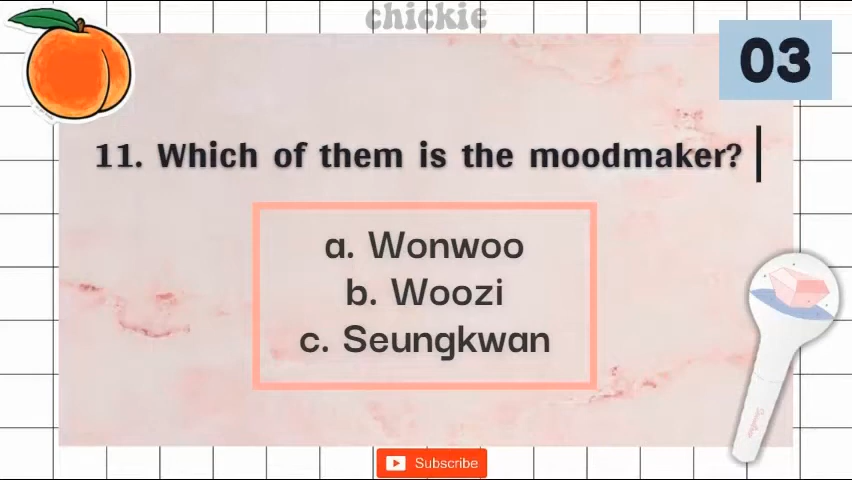 chickie
03
11. Which of them is the moodmaker?
a. Wonwoo
b. Woozi
c. Seungkwan
Subscribe